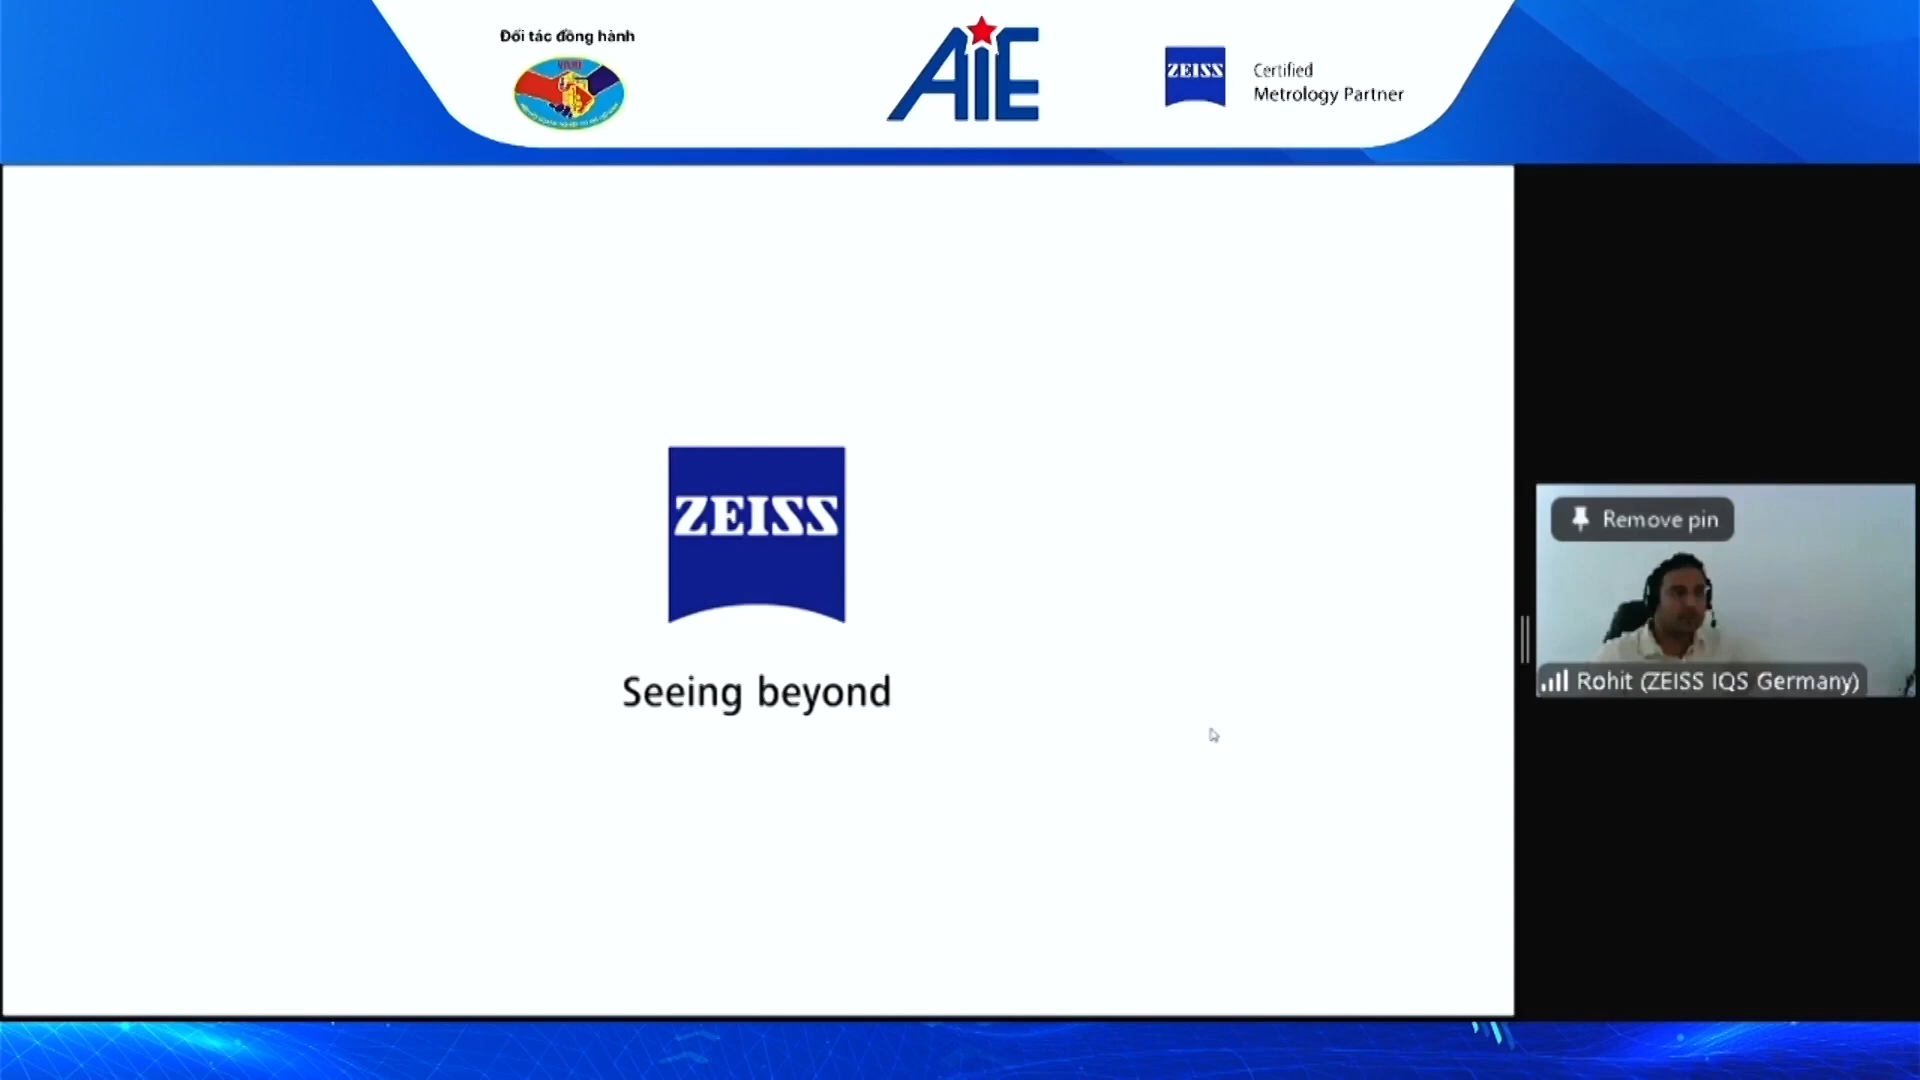 Đối tác đồng hành
AiE
ZEISS
Certified
Metrology Partner
ZEISS
Seeing beyond
Remove pin
Rohit (ZEISS IQS Germany)